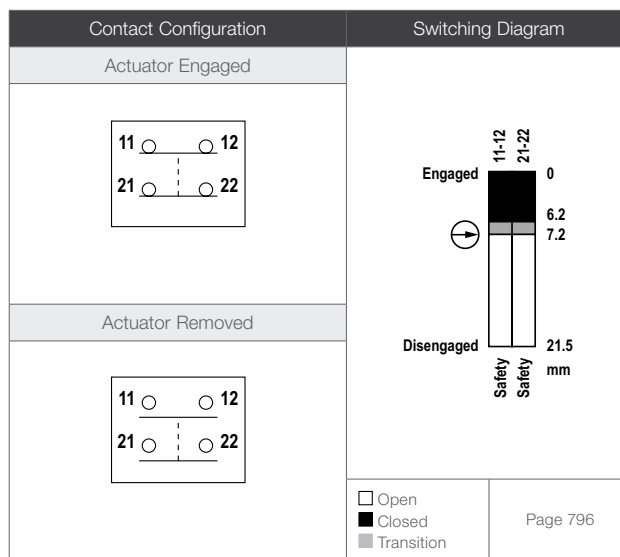 Contact Configuration
Switching Diagram
Actuator Engaged
11 12
21 22
Actuator Removed
11 12
21 22
11-12 21-22
Engaged 0
6.2
7.2
Disengaged 21.5
mm
Safety Safety
Open
Closed
Transition
Page 796